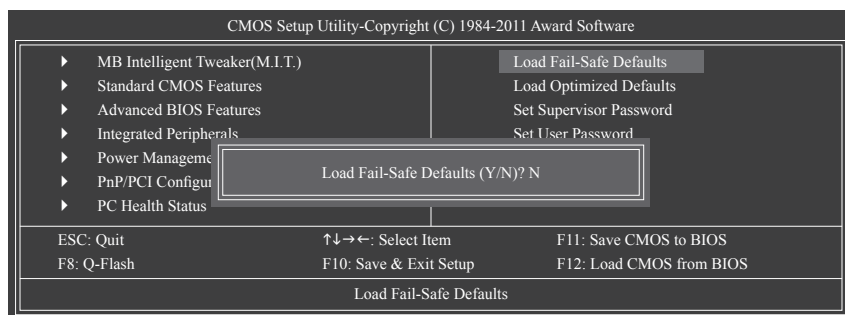 CMOS Setup Utility-Copyright (C) 1984-2011 Award Software
MB Intelligent Tweaker(M.I.T.)
Standard CMOS Features
Advanced BIOS Features
Integrated Peripherals
Power Manageme
PnP/PCI Configur
PC Health Status
Load Fail-Safe Defaults
Load Optimized Defaults
Set Supervisor Password
Set User Password
Load Fail-Safe Defaults (Y/N)? N
ESC: Quit ↑↓→←: Select Item F11: Save CMOS to BIOS
F8: Q-Flash F10: Save & Exit Setup F12: Load CMOS from BIOS
Load Fail-Safe Defaults